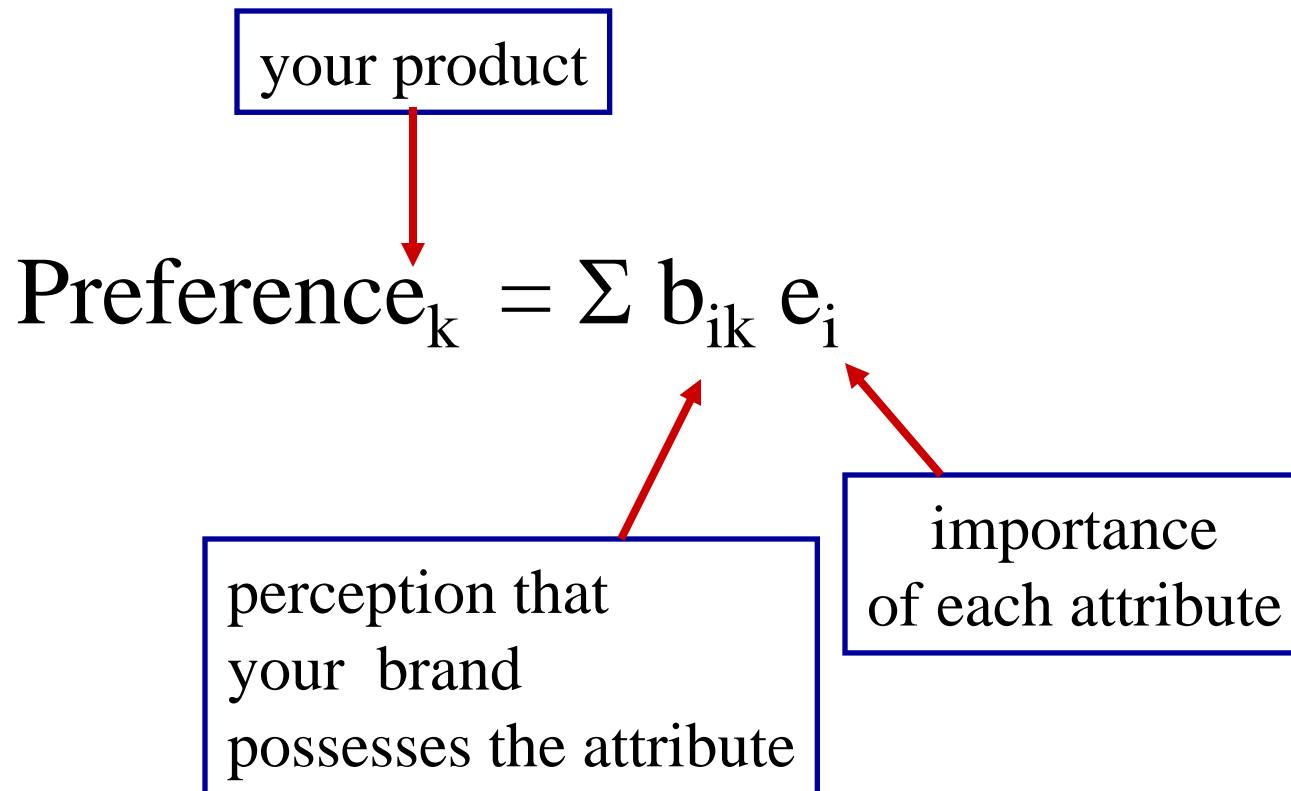 your product
Preferenceₖ = Σ bᵢₖ eᵢ
importance
of each attribute
perception that
your brand
possesses the attribute